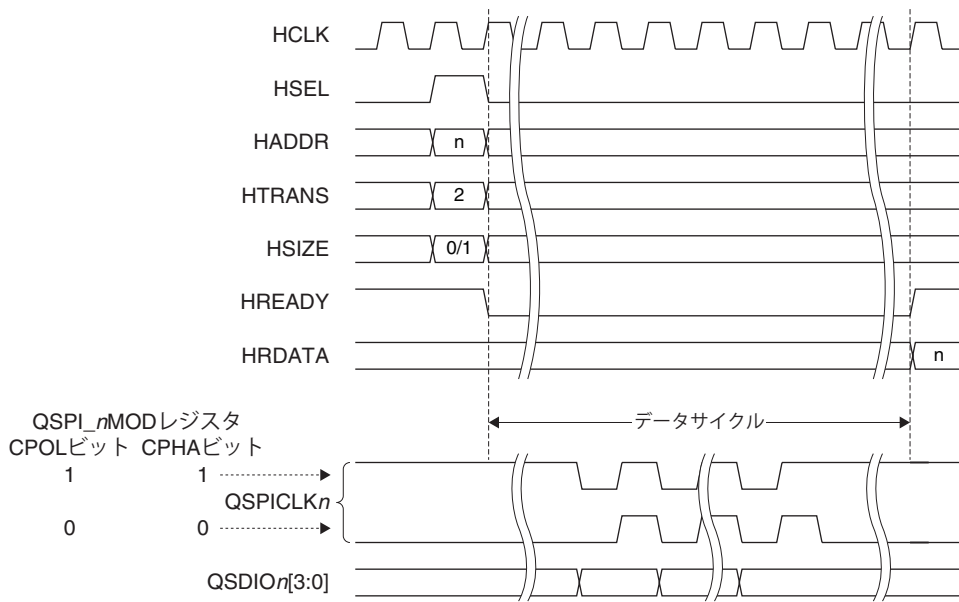 HCLK
HSEL
HADDR n
HTRANS 2
HSIZE 0/1
HREADY
HRDATA n
データサイクル
QSPI_nMODレジスタ
CPOLビット CPHAビット
1 1
QSPICLKn
0 0
QSDIOn[3:0]